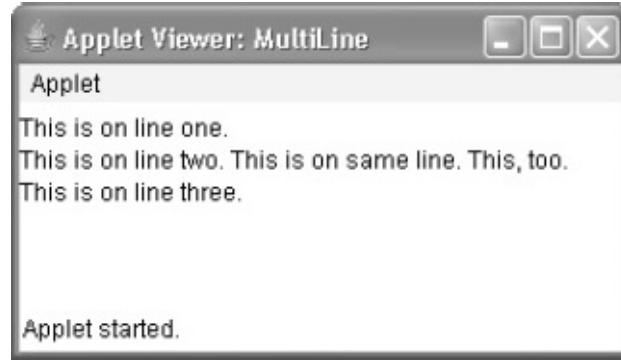 Applet Viewer: MultiLine
Applet
This is on line one.
This is on line two. This is on same line. This, too.
This is on line three.
Applet started.